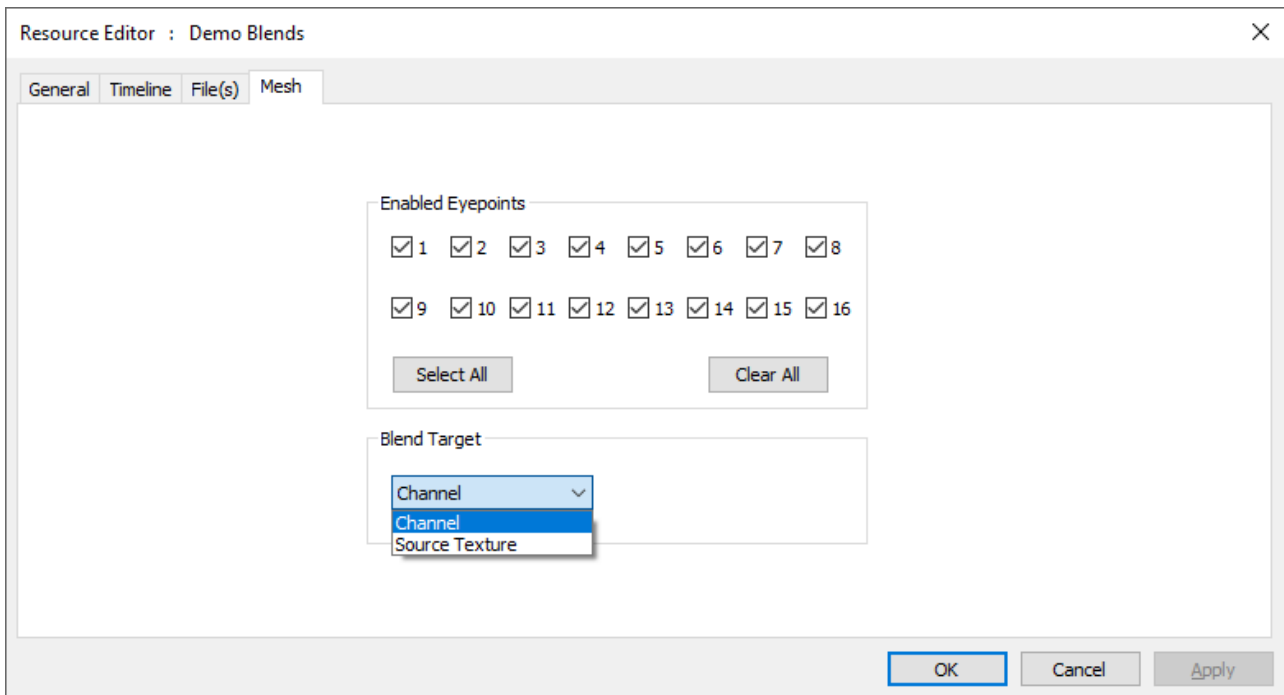 Resource Editor : Demo Blends
General Timeline File(s) Mesh
Enabled Eyepoints
1 2 3 4 5 6 7 8
9 10 11 12 13 14 15 16
Select All Clear All
Blend Target
Channel
Channel
Source Texture
OK Cancel Apply